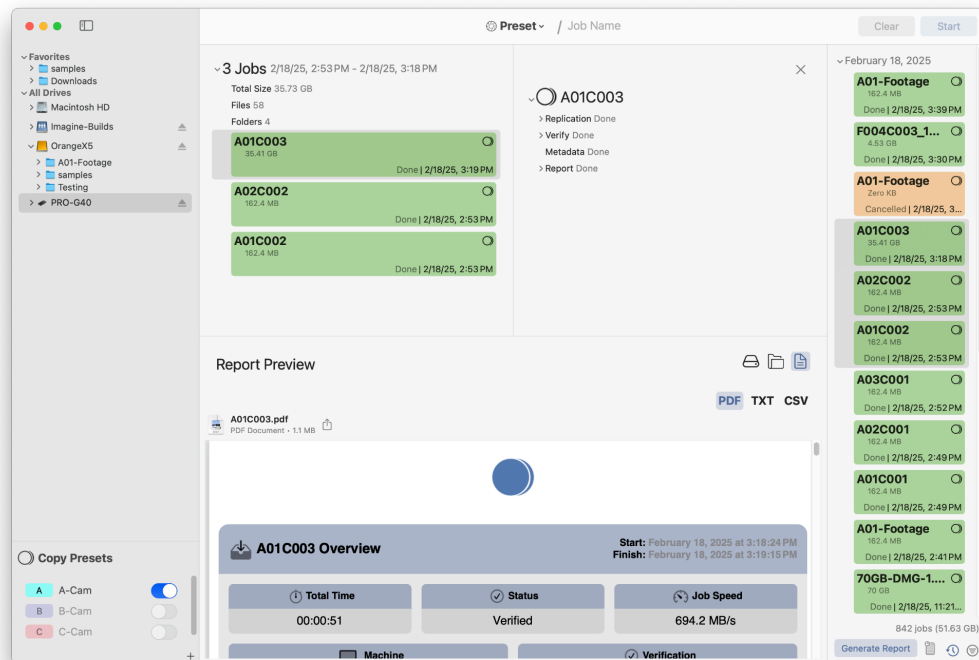 Preset
/ Job Name
Clear
Start
Favorites
samples
Downloads
All Drives
Macintosh HD
Imagine-Builds
OrangeX5
A01-Footage
samples
Testing
PRO-G40
Copy Presets
A A-Cam
B B-Cam
C C-Cam
+
3 Jobs 2/18/25, 2:53 PM - 2/18/25, 3:18 PM
Total Size 35.73 GB
Files 58
Folders 4
A01C003
35.41 GB
Done | 2/18/25, 3:19 PM
A02C002
162.4 MB
Done | 2/18/25, 2:53 PM
A01C002
162.4 MB
Done | 2/18/25, 2:53 PM
A01C003
Replication Done
Verify Done
Metadata Done
Report Done
Report Preview
PDF TXT CSV
A01C003.pdf
PDF Document • 1.1 MB
A01C003 Overview
Start: February 18, 2025 at 3:18:24 PM
Finish: February 18, 2025 at 3:19:15 PM
Total Time
00:00:51
Status
Verified
Job Speed
694.2 MB/s
Machine
Verification
February 18, 2025
A01-Footage
162.4 MB
Done | 2/18/25, 3:39 PM
F004C003_1...
4.53 GB
Done | 2/18/25, 3:30 PM
A01-Footage
Zero KB
Cancelled | 2/18/25, 3...
A01C003
35.41 GB
Done | 2/18/25, 3:18 PM
A02C002
162.4 MB
Done | 2/18/25, 2:53 PM
A01C002
162.4 MB
Done | 2/18/25, 2:53 PM
A03C001
162.4 MB
Done | 2/18/25, 2:52 PM
A02C001
162.4 MB
Done | 2/18/25, 2:49 PM
A01C001
162.4 MB
Done | 2/18/25, 2:49 PM
A01-Footage
162.4 MB
Done | 2/18/25, 2:41 PM
70GB-DMG-1....
70 GB
Done | 2/18/25, 11:21...
842 jobs (51.63 GB)
Generate Report